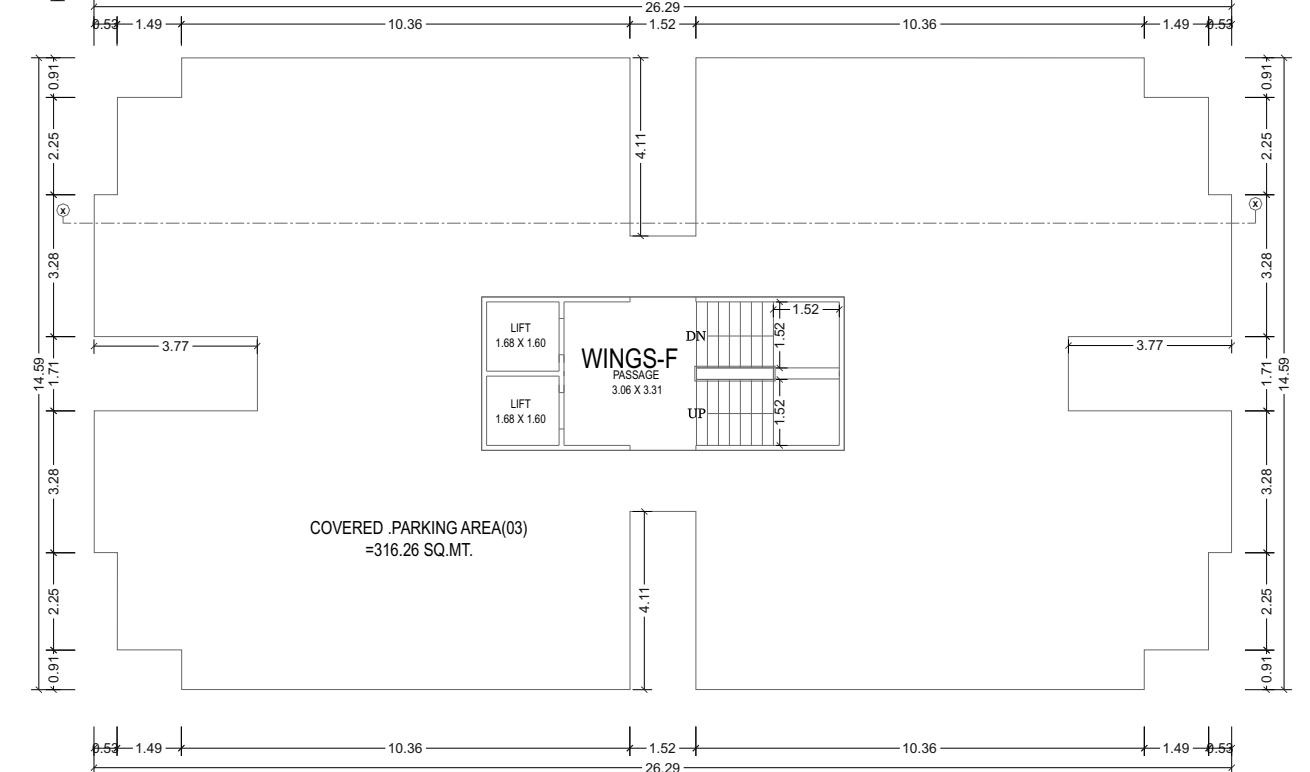 26.29
0.53 1.49 10.36 1.52 10.36 1.49 0.53
0.91 4.11 0.91
2.25 2.25
x x
3.28 3.28
1.52
LIFT
1.68 X 1.60
DN
1.52
3.77 WINGS-F 3.77
PASSAGE
3.06 X 3.31
14.59 1.71 1.71 14.59
LIFT
1.68 X 1.60
UP
1.52
3.28 3.28
COVERED .PARKING AREA(03)
=316.26 SQ.MT.
2.25 4.11 2.25
0.91 0.91
0.53 1.49 10.36 1.52 10.36 1.49 0.53
26.29